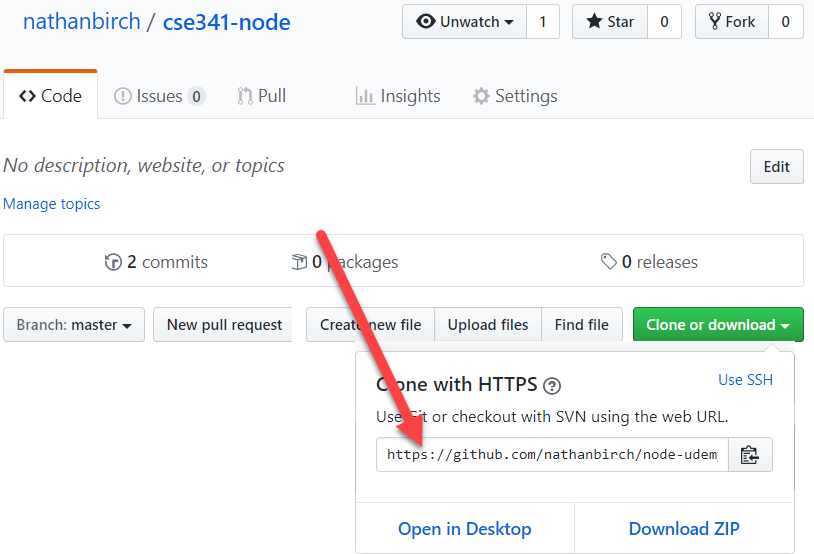 nathanbirch / cse341-node
Unwatch 1 Star 0 Fork 0
Code Issues 0 Pull Insights Settings
No description, website, or topics
Edit
Manage topics
2 commits 0 packages 0 releases
Branch: master New pull request Create new file Upload files Find file Clone or download
Clone with HTTPS ?
Use SSH
Use Git or checkout with SVN using the web URL.
https://github.com/nathanbirch/node-udem
Open in Desktop Download ZIP